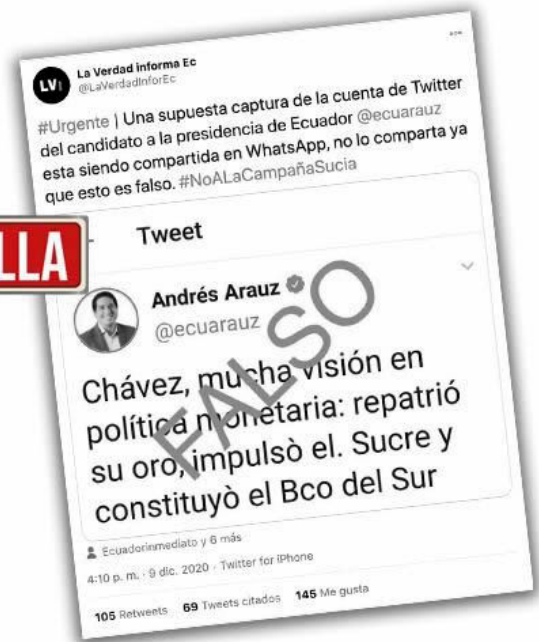 LV
La Verdad informa Ec
@LaVerdadInforEc
#Urgente | Una supuesta captura de la cuenta de Twitter
del candidato a la presidencia de Ecuador @ecuarauz
esta siendo compartida en WhatsApp, no lo comparta ya
que esto es falso. #NoALaCampañaSucia
LLA
Tweet
Andrés Arauz
@ecuarauz
FALSO
Chávez, mucha visión en
política monetaria: repatrió
su oro, impulsò el. Sucre y
constituyò el Bco del Sur
Ecuadorinmediato y 6 más
4:10 p. m. · 9 dic. 2020 · Twitter for iPhone
105 Retweets 69 Tweets citados 145 Me gusta